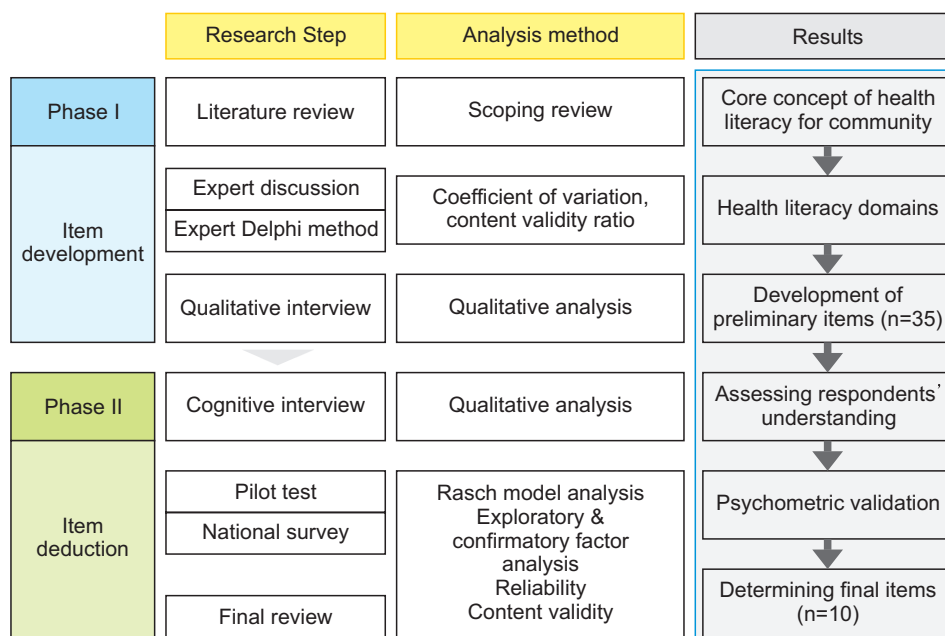 Research Step
Analysis method
Results
Phase I
Literature review
Scoping review
Core concept of health
literacy for community
Item
development
Expert discussion
Expert Delphi method
Coefficient of variation,
content validity ratio
Health literacy domains
Qualitative interview
Qualitative analysis
Development of
preliminary items (n=35)
Phase II
Cognitive interview
Qualitative analysis
Assessing respondents’
understanding
Item
deduction
Pilot test
National survey
Final review
Rasch model analysis
Exploratory &
confirmatory factor
analysis
Reliability
Content validity
Psychometric validation
Determining final items
(n=10)